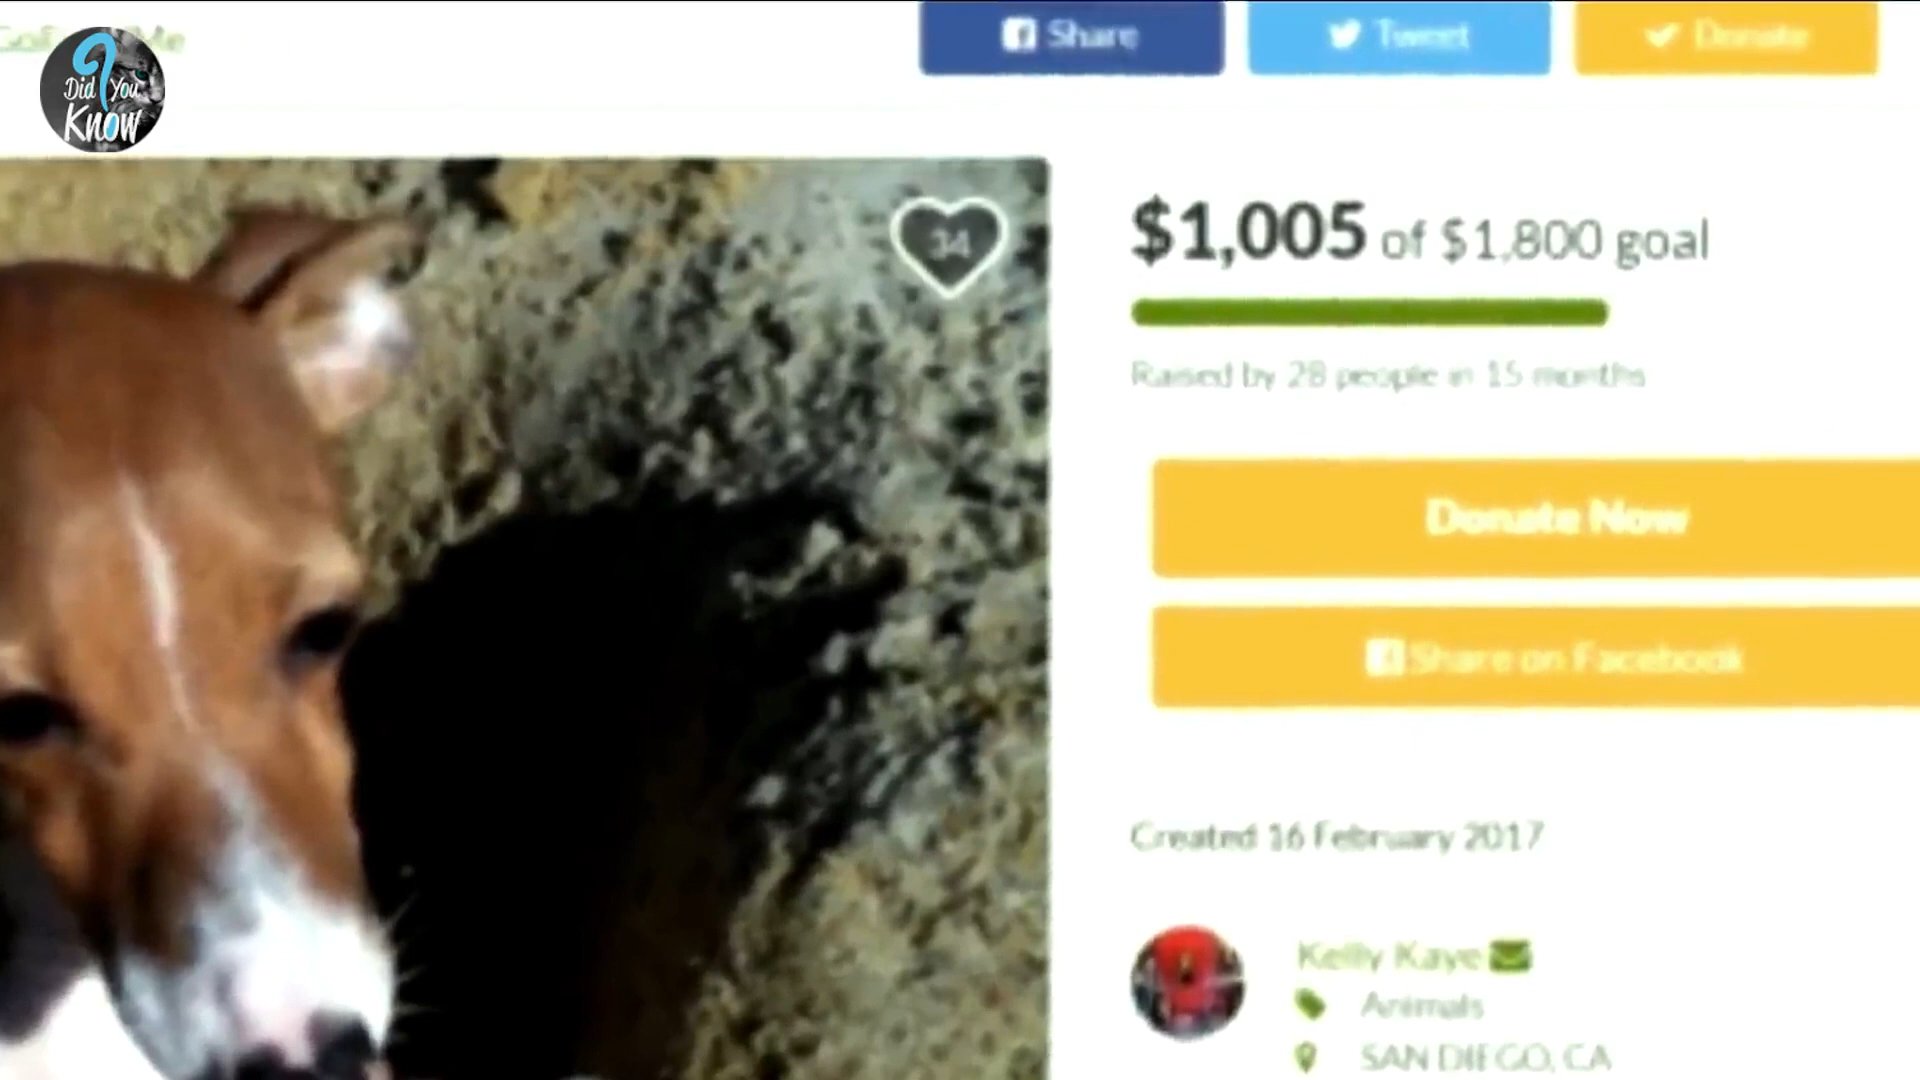 Share
Tweet
Donate
Did You
Know
34
$1,005 of $1,800 goal
Raised by 28 people in 15 months
Donate Now
Share on Facebook
Created 16 February 2017
Kelly Kaye
Animals
SAN DIEGO, CA